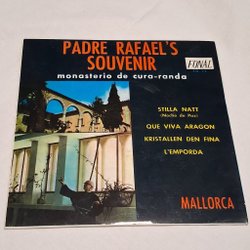 PADRE RAFAEL'S
SOUVENIR
FONAL
monasterio de cura-randa
STILLA NATT
(Noche de Paz)
QUE VIVA ARAGON
KRISTALLEN DEN FINA
L'EMPORDA
MALLORCA